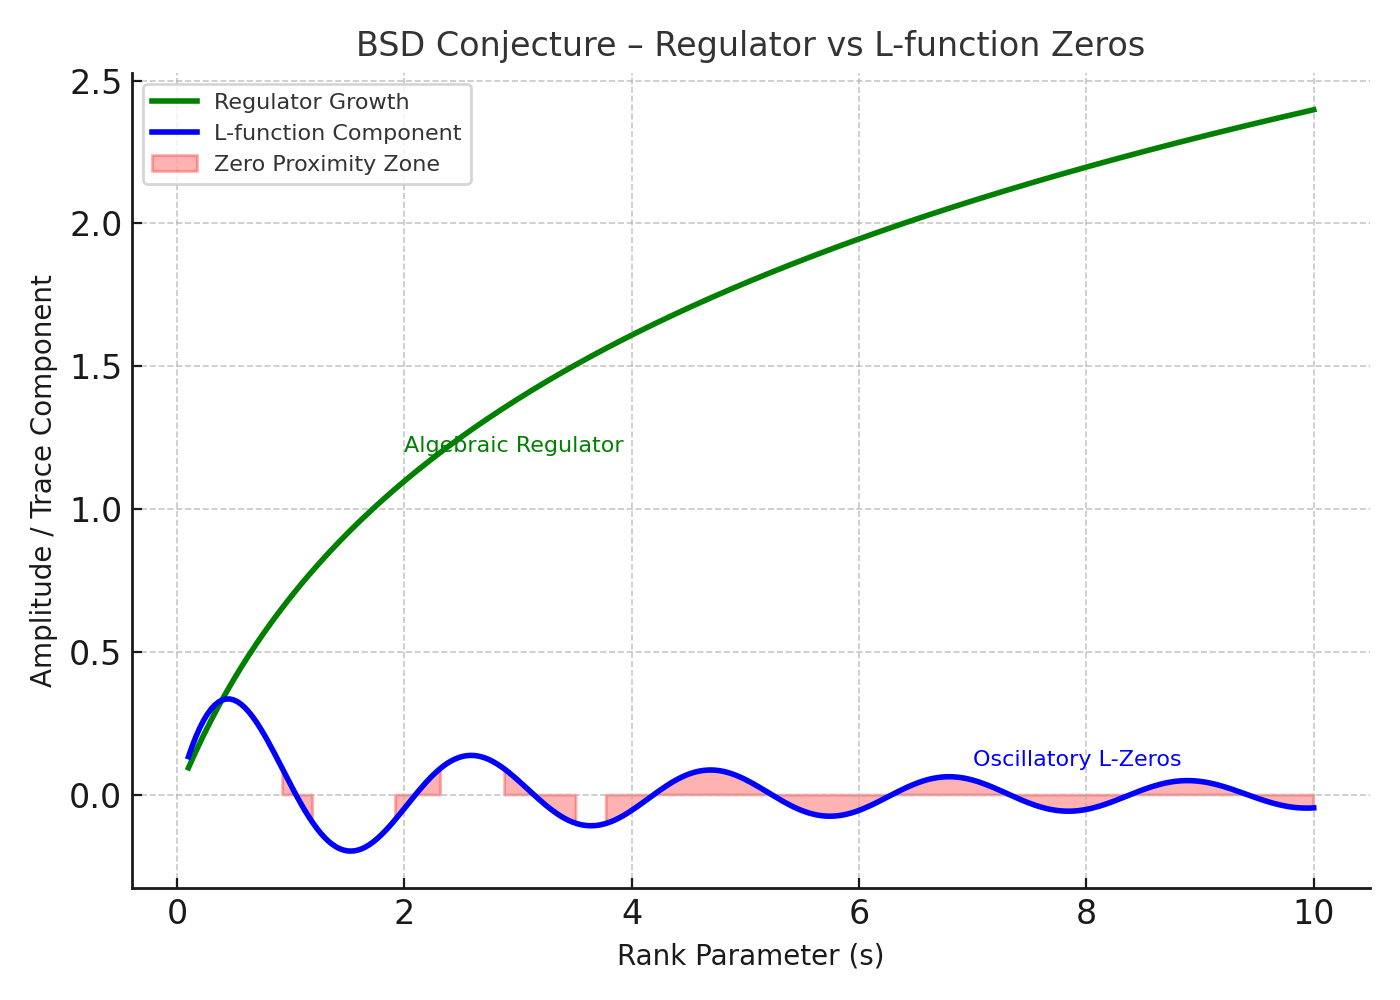 BSD Conjecture – Regulator vs L-function Zeros
Regulator Growth
L-function Component
Zero Proximity Zone
Algebraic Regulator
Oscillatory L-Zeros
Amplitude / Trace Component
2.5
2.0
1.5
1.0
0.5
0.0
0 2 4 6 8 10
Rank Parameter (s)